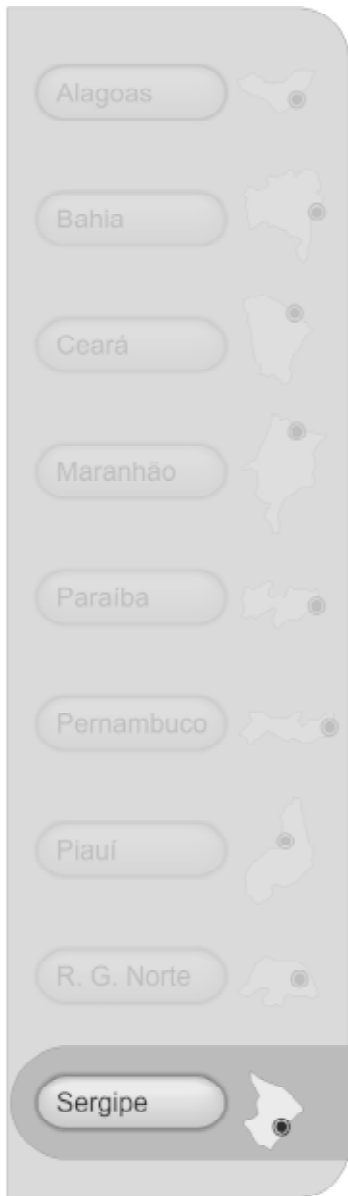 Alagoas
Bahia
Ceará
Maranhão
Paraíba
Pernambuco
Piauí
R. G. Norte
Sergipe